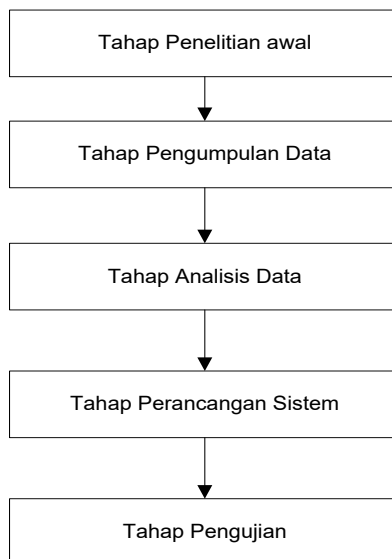 Tahap Penelitian awal
Tahap Pengumpulan Data
Tahap Analisis Data
Tahap Perancangan Sistem
Tahap Pengujian